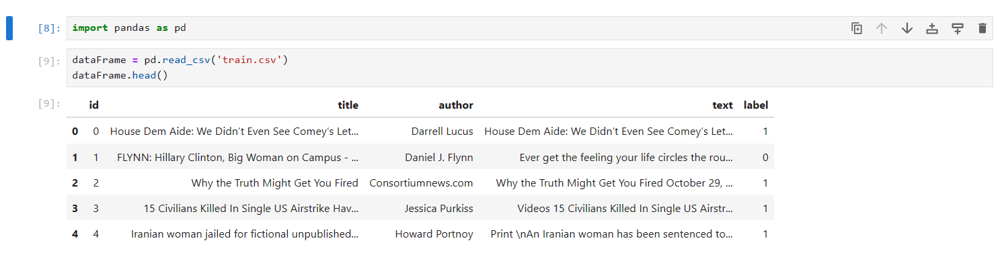 [8]: import pandas as pd
[9]: dataFrame = pd.read_csv('train.csv')
dataFrame.head()
[9]: id title author text label
0 0 House Dem Aide: We Didn’t Even See Comey’s Let... Darrell Lucus House Dem Aide: We Didn’t Even See Comey’s Let... 1
1 1 FLYNN: Hillary Clinton, Big Woman on Campus - ... Daniel J. Flynn Ever get the feeling your life circles the rou... 0
2 2 Why the Truth Might Get You Fired Consortiumnews.com Why the Truth Might Get You Fired October 29, ... 1
3 3 15 Civilians Killed In Single US Airstrike Hav... Jessica Purkiss Videos 15 Civilians Killed In Single US Airstr... 1
4 4 Iranian woman jailed for fictional unpublished... Howard Portnoy Print \nAn Iranian woman has been sentenced to... 1